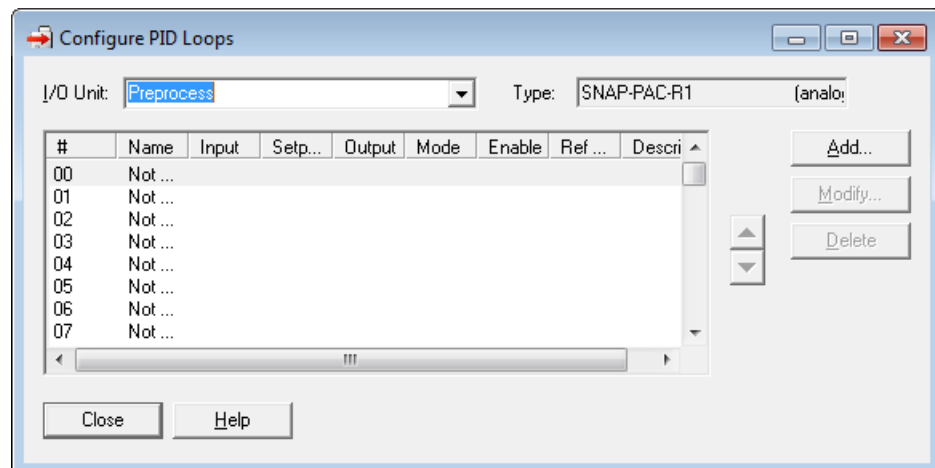 Configure PID Loops
I/O Unit: Preprocess Type: SNAP-PAC-R1 (analog
# Name Input Setp... Output Mode Enable Ref ... Descri
00 Not ...
01 Not ...
02 Not ...
03 Not ...
04 Not ...
05 Not ...
06 Not ...
07 Not ...
Add...
Modify...
Delete
Close Help